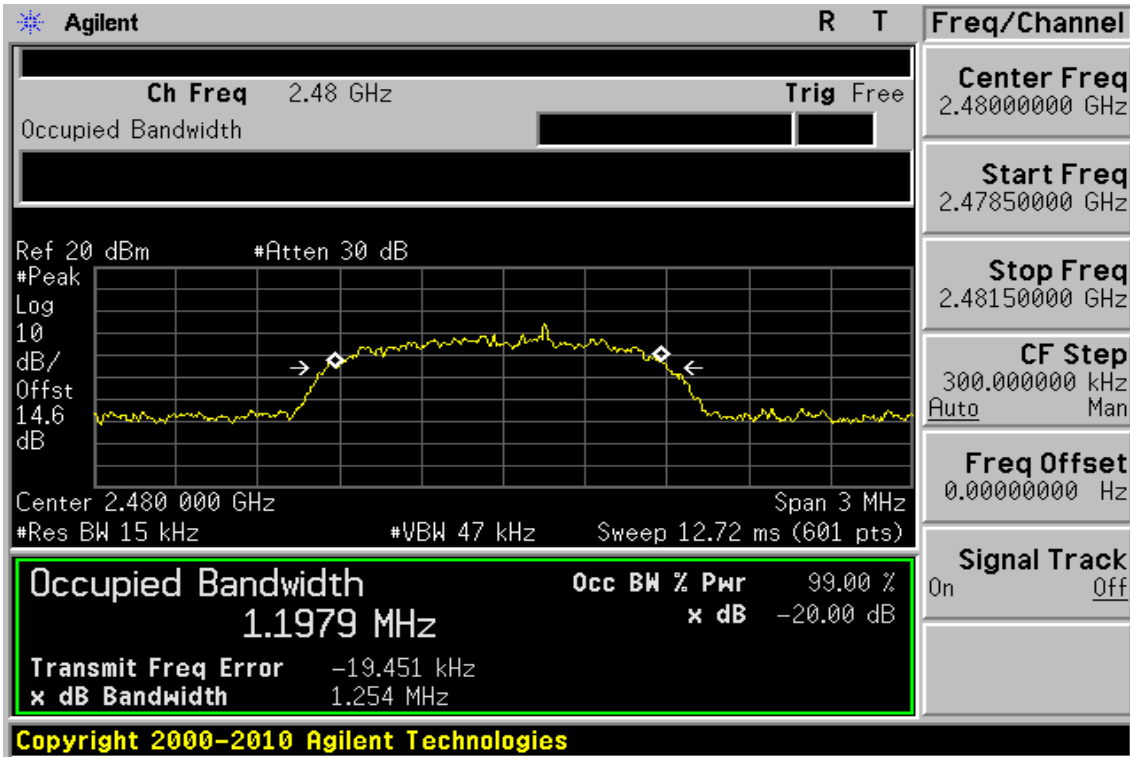 Agilent R T
Ch Freq 2.48 GHz Trig Free
Occupied Bandwidth
Ref 20 dBm #Atten 30 dB
#Peak
Log
10
dB/
Offst
14.6
dB
Center 2.480 000 GHz Span 3 MHz
#Res BW 15 kHz #VBW 47 kHz Sweep 12.72 ms (601 pts)
Occupied Bandwidth
1.1979 MHz
Occ BW % Pwr 99.00 %
x dB -20.00 dB
Transmit Freq Error -19.451 kHz
x dB Bandwidth 1.254 MHz
Copyright 2000-2010 Agilent Technologies
Freq/Channel
Center Freq
2.48000000 GHz
Start Freq
2.47850000 GHz
Stop Freq
2.48150000 GHz
CF Step
300.000000 kHz
Auto Man
Freq Offset
0.00000000 Hz
Signal Track
On Off